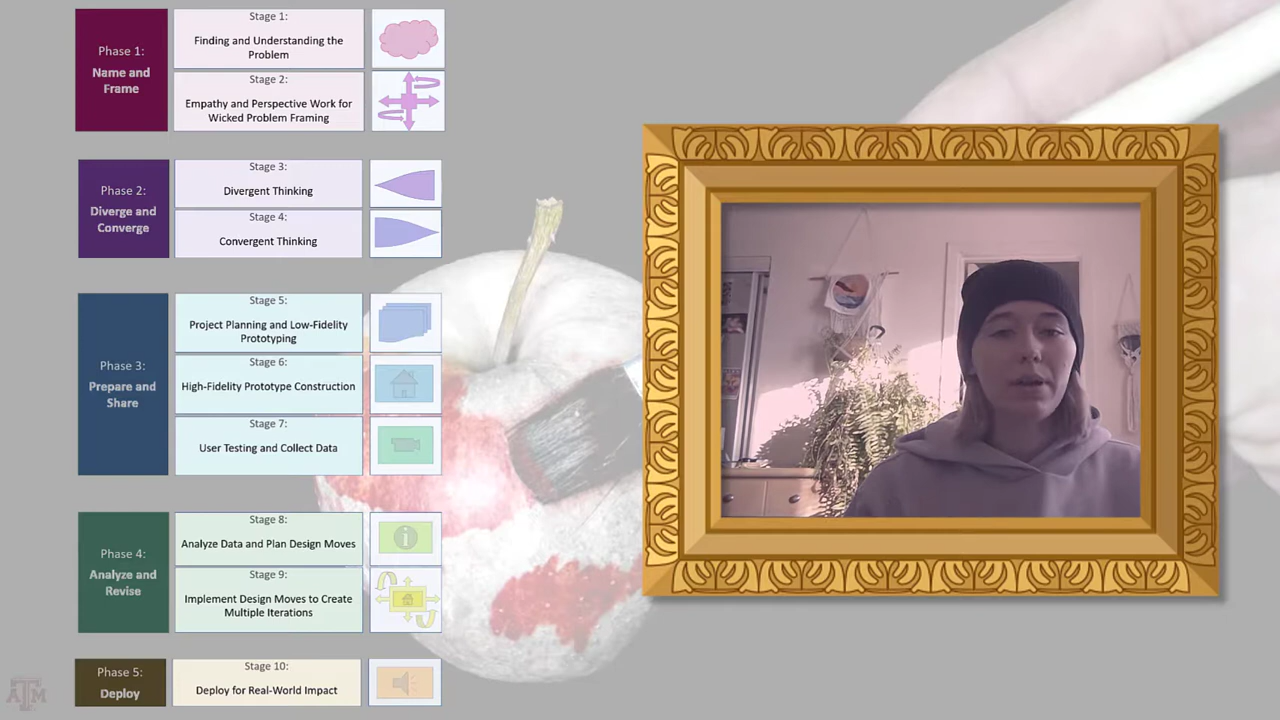 Phase 1:
Name and
Frame
Stage 1:
Finding and Understanding the
Problem
Stage 2:
Empathy and Perspective Work for
Wicked Problem Framing
Phase 2:
Diverge and
Converge
Stage 3:
Divergent Thinking
Stage 4:
Convergent Thinking
Phase 3:
Prepare and
Share
Stage 5:
Project Planning and Low-Fidelity
Prototyping
Stage 6:
High-Fidelity Prototype Construction
Stage 7:
User Testing and Collect Data
Phase 4:
Analyze and
Revise
Stage 8:
Analyze Data and Plan Design Moves
i
Stage 9:
Implement Design Moves to Create
Multiple Iterations
Phase 5:
Deploy
Stage 10:
Deploy for Real-World Impact
ATM